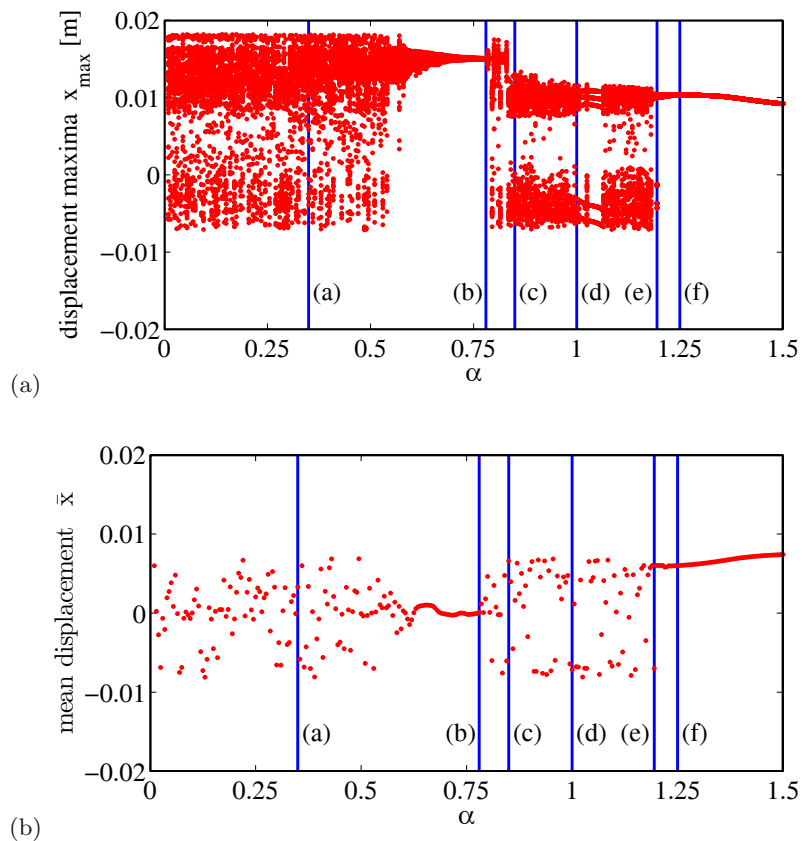 0.02
0.01
0
−0.01
−0.02
displacement maxima x_max [m]
(a) (b) (c) (d) (e) (f)
0 0.25 0.5 0.75 1 1.25 1.5
α
(a)
0.02
0.01
0
−0.01
−0.02
mean displacement x̄
(a) (b) (c) (d) (e) (f)
0 0.25 0.5 0.75 1 1.25 1.5
α
(b)